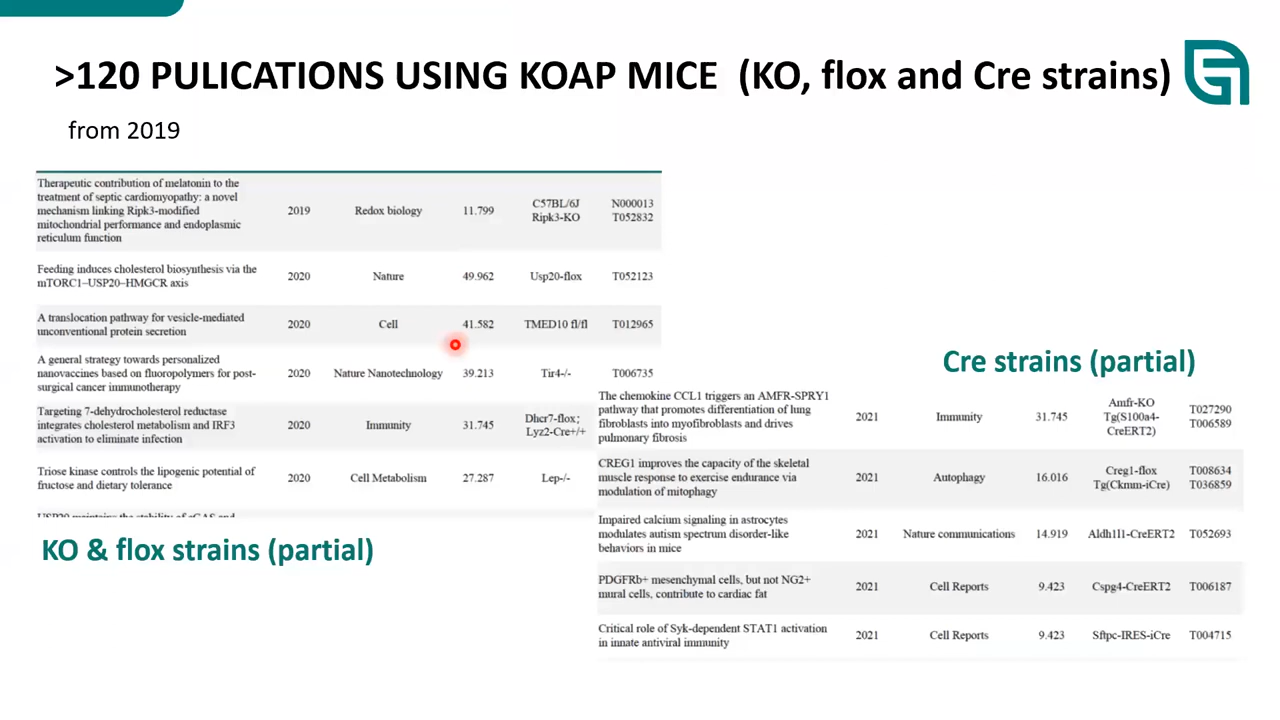 >120 PULICATIONS USING KOAP MICE (KO, flox and Cre strains)
from 2019
Therapeutic contribution of melatonin to the
treatment of septic cardiomyopathy: a novel
mechanism linking Ripk3-modified
mitochondrial performance and endoplasmic
reticulum function
2019
Redox biology
11.799
C57BL/6J
Ripk3-KO
N000013
T052832
Feeding induces cholesterol biosynthesis via the
mTORC1–USP20–HMGCR axis
2020
Nature
49.962
Usp20-flox
T052123
A translocation pathway for vesicle-mediated
unconventional protein secretion
2020
Cell
41.582
TMED10 fl/fl
T012965
A general strategy towards personalized
nanovaccines based on fluoropolymers for post-
surgical cancer immunotherapy
2020
Nature Nanotechnology
39.213
Tir4-/-
T006735
Targeting 7-dehydrocholesterol reductase
integrates cholesterol metabolism and IRF3
activation to eliminate infection
2020
Immunity
31.745
Dhcr7-flox;
Lyz2-Cre+/+
Triose kinase controls the lipogenic potential of
fructose and dietary tolerance
2020
Cell Metabolism
27.287
Lep-/-
USP20 maintains the stability of cGAS and
KO & flox strains (partial)
Cre strains (partial)
The chemokine CCL1 triggers an AMFR-SPRY1
pathway that promotes differentiation of lung
fibroblasts into myofibroblasts and drives
pulmonary fibrosis
2021
Immunity
31.745
Amfr-KO
Tg(S100a4-
CreERT2)
T027290
T006589
CREG1 improves the capacity of the skeletal
muscle response to exercise endurance via
modulation of mitophagy
2021
Autophagy
16.016
Creg1-flox
Tg(Ckmm-iCre)
T008634
T036859
Impaired calcium signaling in astrocytes
modulates autism spectrum disorder-like
behaviors in mice
2021
Nature communications
14.919
Aldh1l1-CreERT2
T052693
PDGFRb+ mesenchymal cells, but not NG2+
mural cells, contribute to cardiac fat
2021
Cell Reports
9.423
Cspg4-CreERT2
T006187
Critical role of Syk-dependent STAT1 activation
in innate antiviral immunity
2021
Cell Reports
9.423
Sftpc-IRES-iCre
T004715